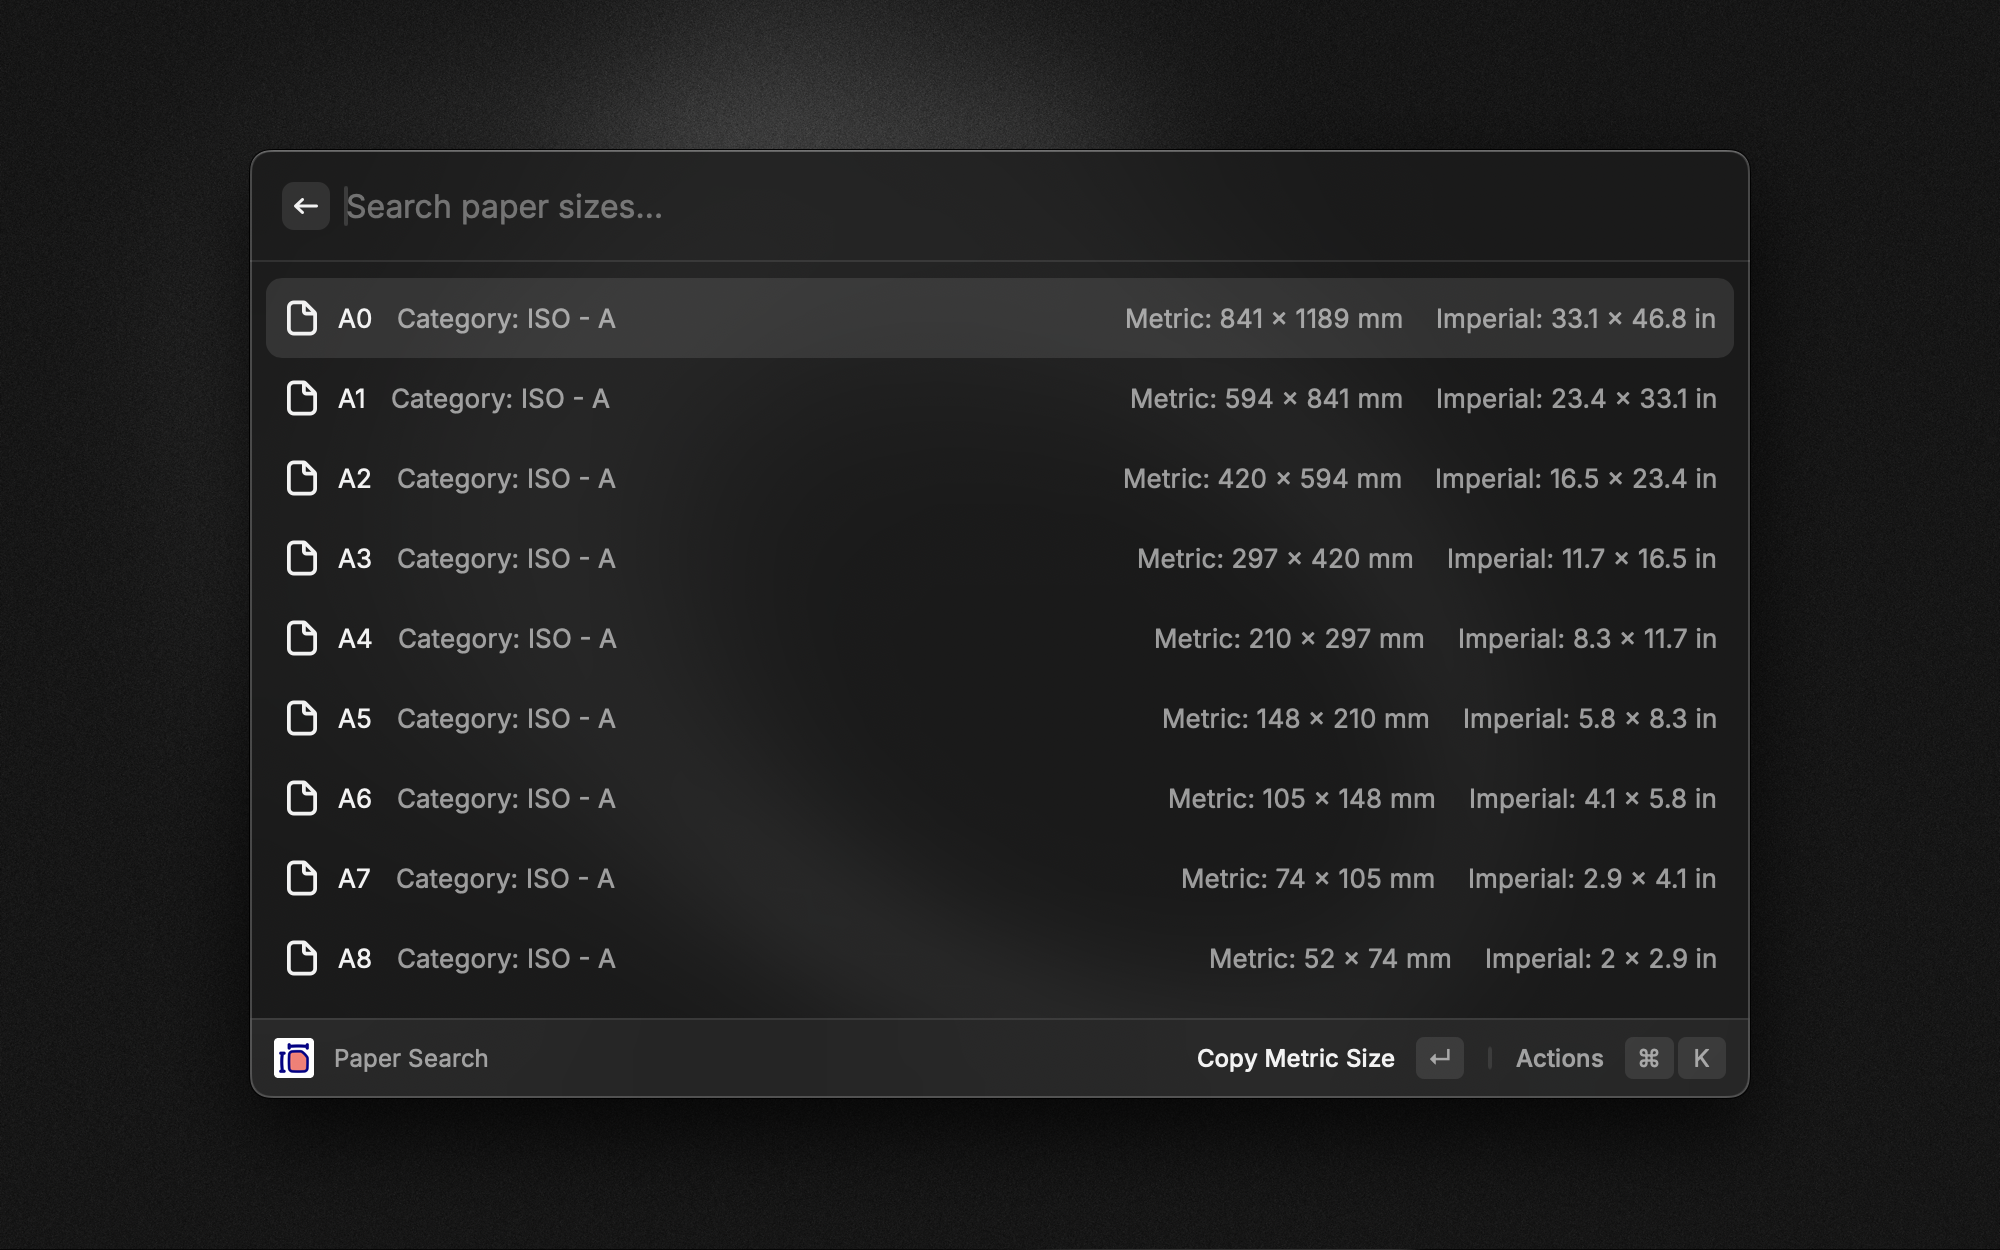 Search paper sizes...
A0 Category: ISO - A Metric: 841 × 1189 mm Imperial: 33.1 × 46.8 in
A1 Category: ISO - A Metric: 594 × 841 mm Imperial: 23.4 × 33.1 in
A2 Category: ISO - A Metric: 420 × 594 mm Imperial: 16.5 × 23.4 in
A3 Category: ISO - A Metric: 297 × 420 mm Imperial: 11.7 × 16.5 in
A4 Category: ISO - A Metric: 210 × 297 mm Imperial: 8.3 × 11.7 in
A5 Category: ISO - A Metric: 148 × 210 mm Imperial: 5.8 × 8.3 in
A6 Category: ISO - A Metric: 105 × 148 mm Imperial: 4.1 × 5.8 in
A7 Category: ISO - A Metric: 74 × 105 mm Imperial: 2.9 × 4.1 in
A8 Category: ISO - A Metric: 52 × 74 mm Imperial: 2 × 2.9 in
Paper Search Copy Metric Size ↵ Actions ⌘ K